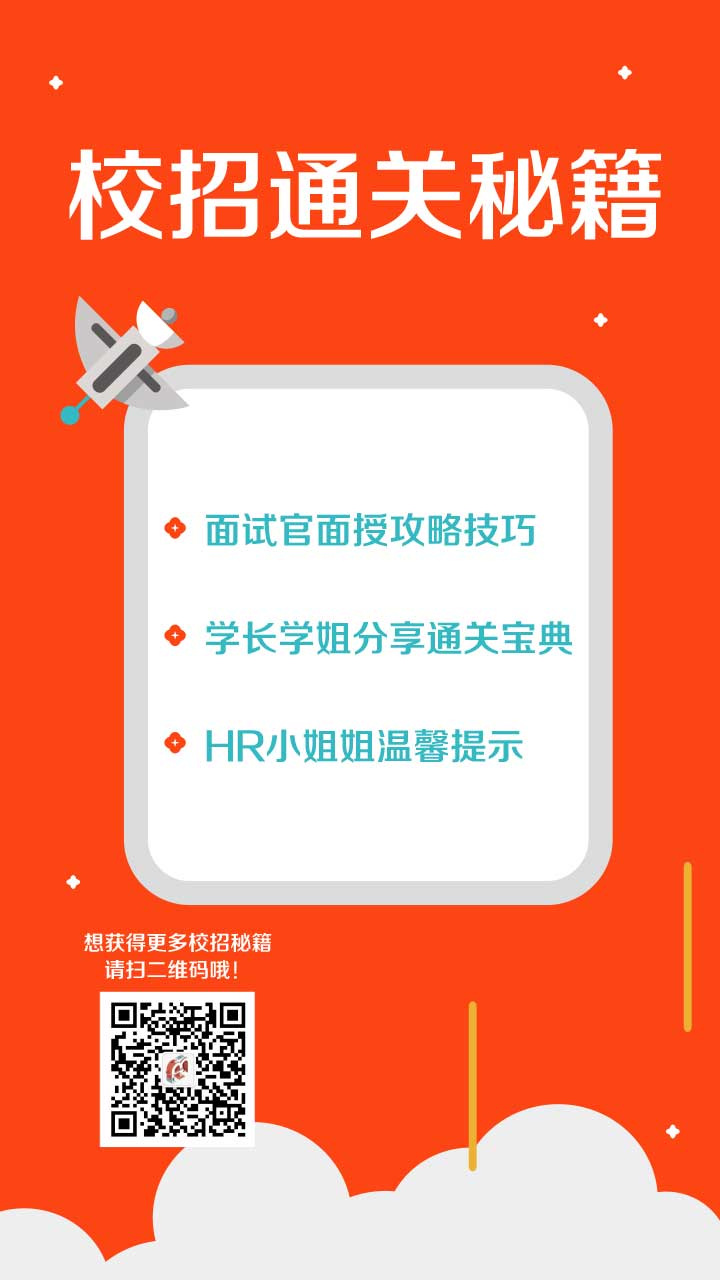 校招通关秘籍
面试官面授攻略技巧
学长学姐分享通关宝典
HR小姐姐温馨提示
想获得更多校招秘籍
请扫二维码哦！